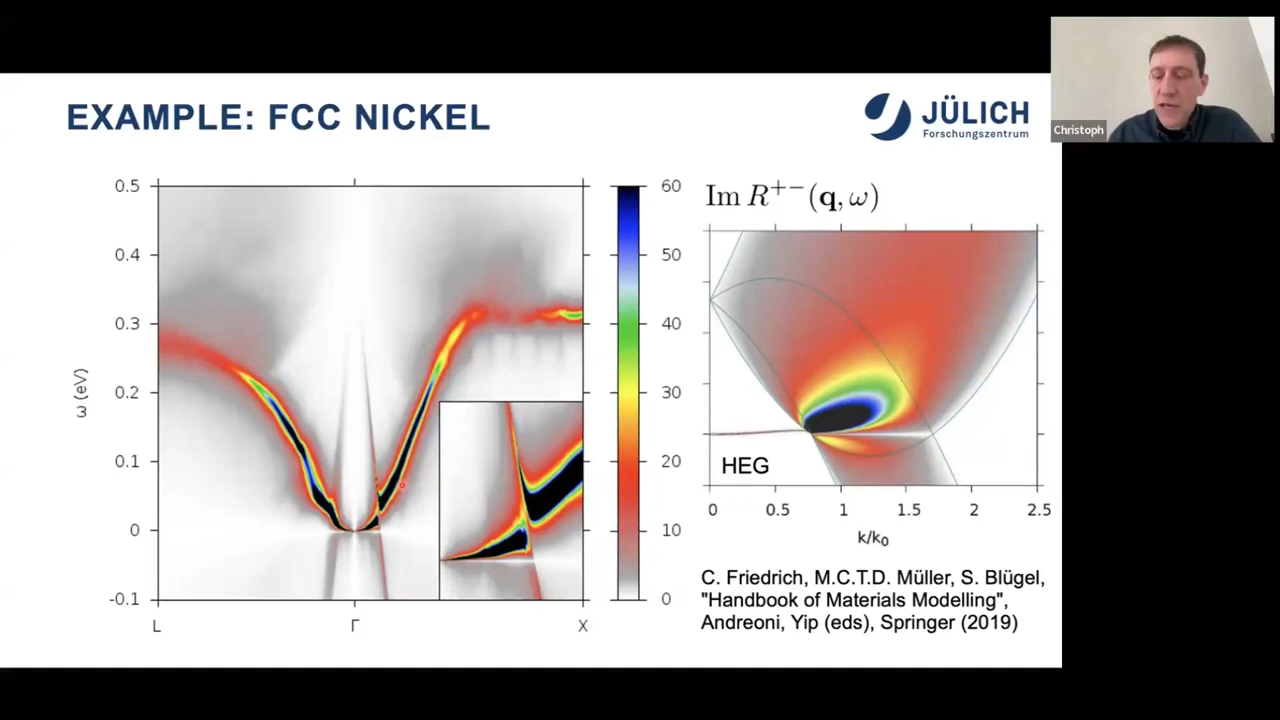 EXAMPLE: FCC NICKEL
JÜLICH
Forschungszentrum
Christoph
0.5
0.4
0.3
0.2
0.1
0
-0.1
ω (eV)
L
Γ
X
60
50
40
30
20
10
0
Im R⁺⁻(q, ω)
HEG
0
0.5
1
1.5
2
2.5
k/k₀
C. Friedrich, M.C.T.D. Müller, S. Blügel,
"Handbook of Materials Modelling",
Andreoni, Yip (eds), Springer (2019)